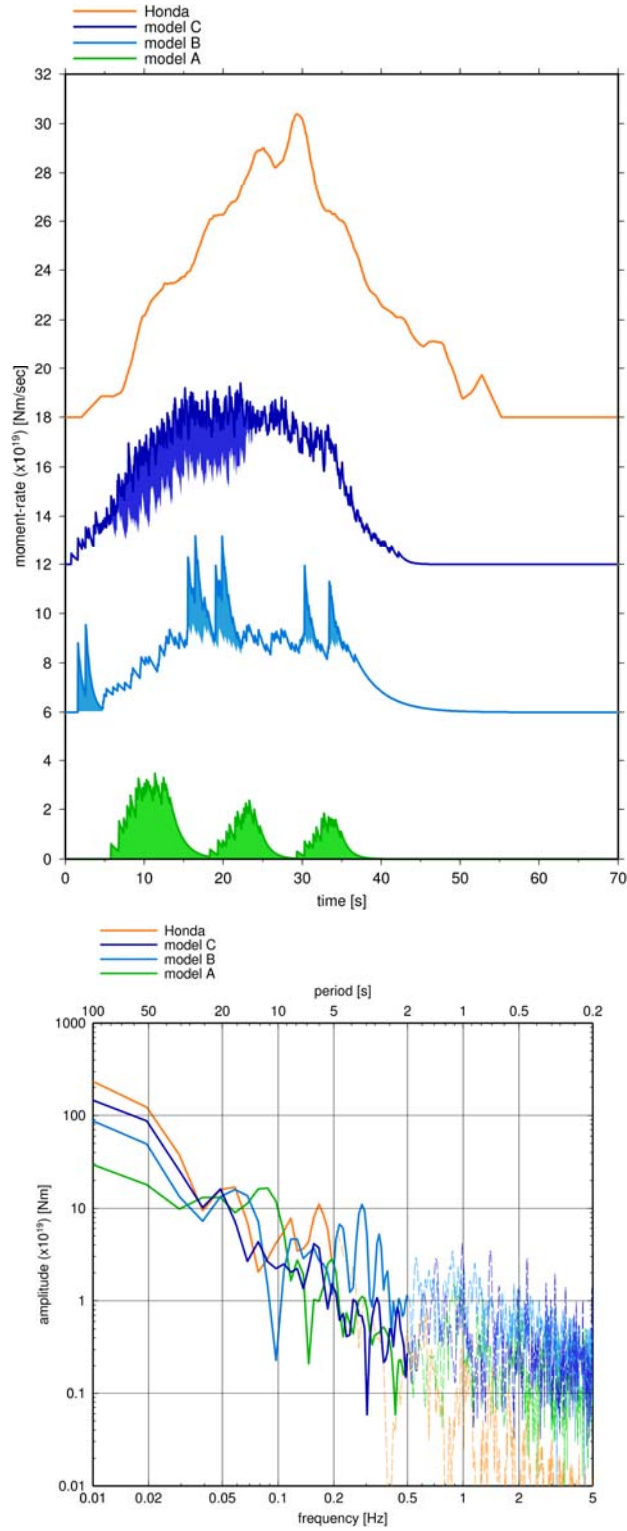 Honda
model C
model B
model A
32
30
28
26
24
22
20
18
16
14
12
10
8
6
4
2
0
moment-rate (x10¹⁹) [Nm/sec]
0 10 20 30 40 50 60 70
time [s]
Honda
model C
model B
model A
period [s]
100 50 20 10 5 2 1 0.5 0.2
1000
100
10
1
0.1
0.01
amplitude (x10¹⁹) [Nm]
0.01 0.02 0.05 0.1 0.2 0.5 1 2 5
frequency [Hz]